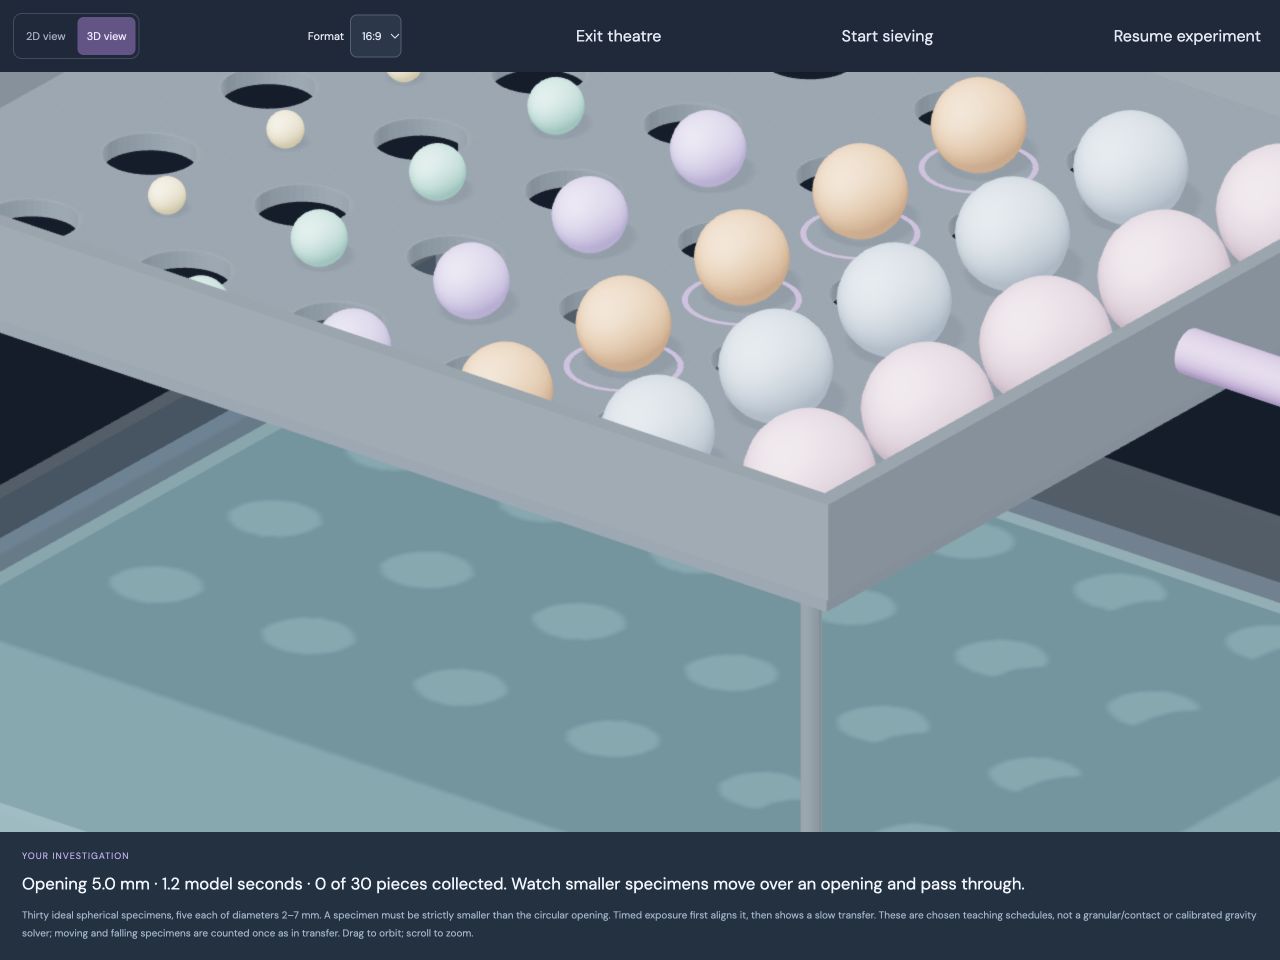 2D view
3D view
Format
16:9
Exit theatre
Start sieving
Resume experiment
YOUR INVESTIGATION
Opening 5.0 mm · 1.2 model seconds · 0 of 30 pieces collected. Watch smaller specimens move over an opening and pass through.
Thirty ideal spherical specimens, five each of diameters 2–7 mm. A specimen must be strictly smaller than the circular opening. Timed exposure first aligns it, then shows a slow transfer. These are chosen teaching schedules, not a granular/contact or calibrated gravity
solver; moving and falling specimens are counted once as in transfer. Drag to orbit; scroll to zoom.